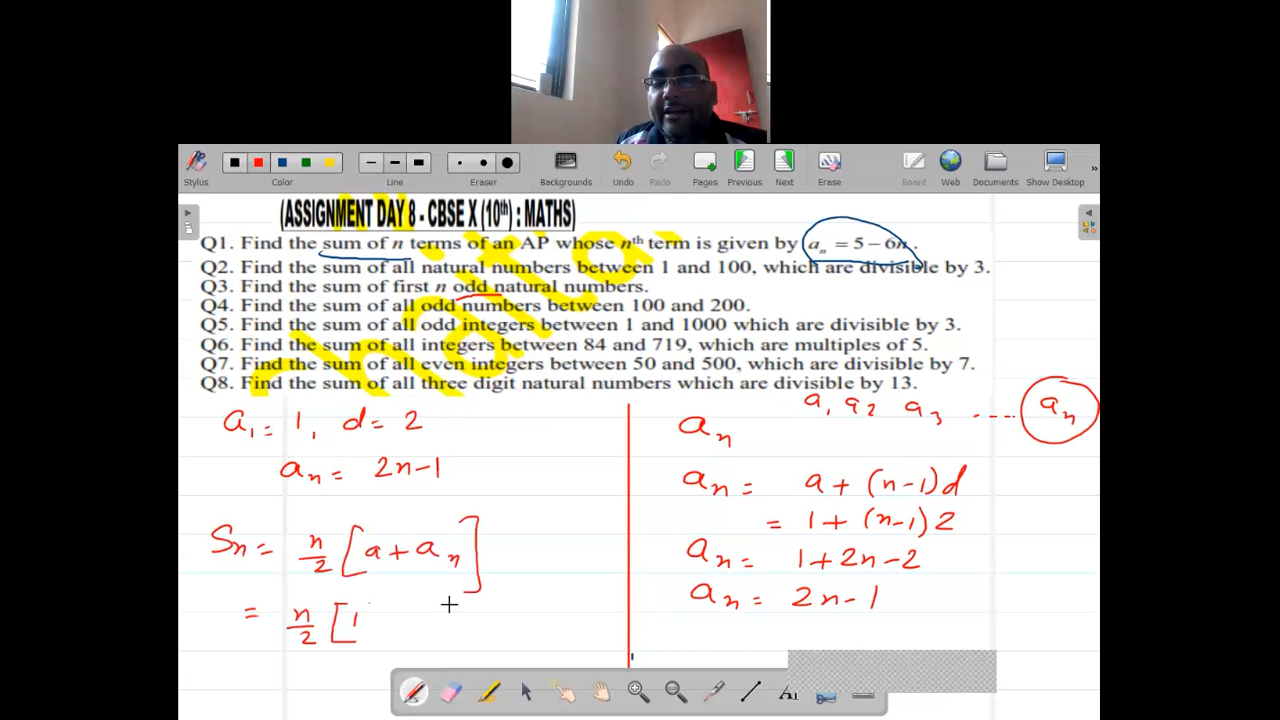 Stylus Color Line Eraser Backgrounds Undo Redo Pages Previous Next Erase Board Web Documents Show Desktop »
(ASSIGNMENT DAY 8 - CBSE X (10th) : MATHS)
Q1. Find the sum of n terms of an AP whose nth term is given by aₙ = 5 − 6n.
Q2. Find the sum of all natural numbers between 1 and 100, which are divisible by 3.
Q3. Find the sum of first n odd natural numbers.
Q4. Find the sum of all odd numbers between 100 and 200.
Q5. Find the sum of all odd integers between 1 and 1000 which are divisible by 3.
Q6. Find the sum of all integers between 84 and 719, which are multiples of 5.
Q7. Find the sum of all even integers between 50 and 500, which are divisible by 7.
Q8. Find the sum of all three digit natural numbers which are divisible by 13.
a₁ = 1, d = 2
aₙ = 2n-1
Sₙ = n/2 [a + aₙ]
= n/2 [1
a₁ a₂ a₃ ---- aₙ
aₙ
aₙ = a + (n-1)d
= 1 + (n-1)2
aₙ = 1+2n-2
aₙ = 2n-1